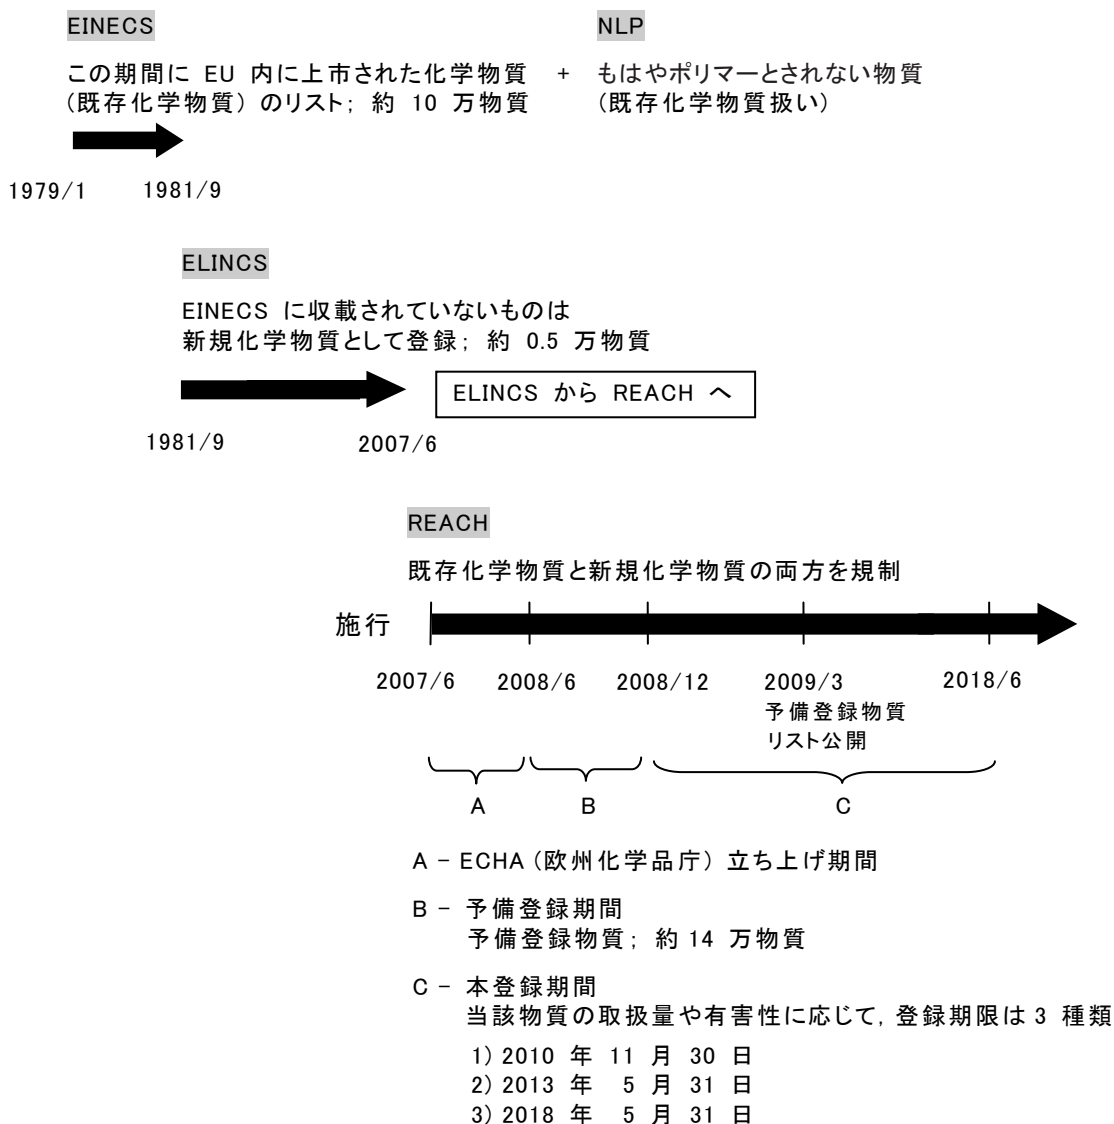 EINECS
この期間に EU 内に上市された化学物質
(既存化学物質) のリスト; 約 10 万物質
+
NLP
もはやポリマーとされない物質
(既存化学物質扱い)
1979/1 1981/9
ELINCS
EINECS に収載されていないものは
新規化学物質として登録; 約 0.5 万物質
ELINCS から REACH へ
1981/9 2007/6
REACH
既存化学物質と新規化学物質の両方を規制
施行
2007/6 2008/6 2008/12 2009/3 2018/6
予備登録物質
リスト公開
A B C
A – ECHA (欧州化学品庁) 立ち上げ期間
B – 予備登録期間
予備登録物質; 約 14 万物質
C – 本登録期間
当該物質の取扱量や有害性に応じて, 登録期限は 3 種類
1) 2010 年 11 月 30 日
2) 2013 年 5 月 31 日
3) 2018 年 5 月 31 日